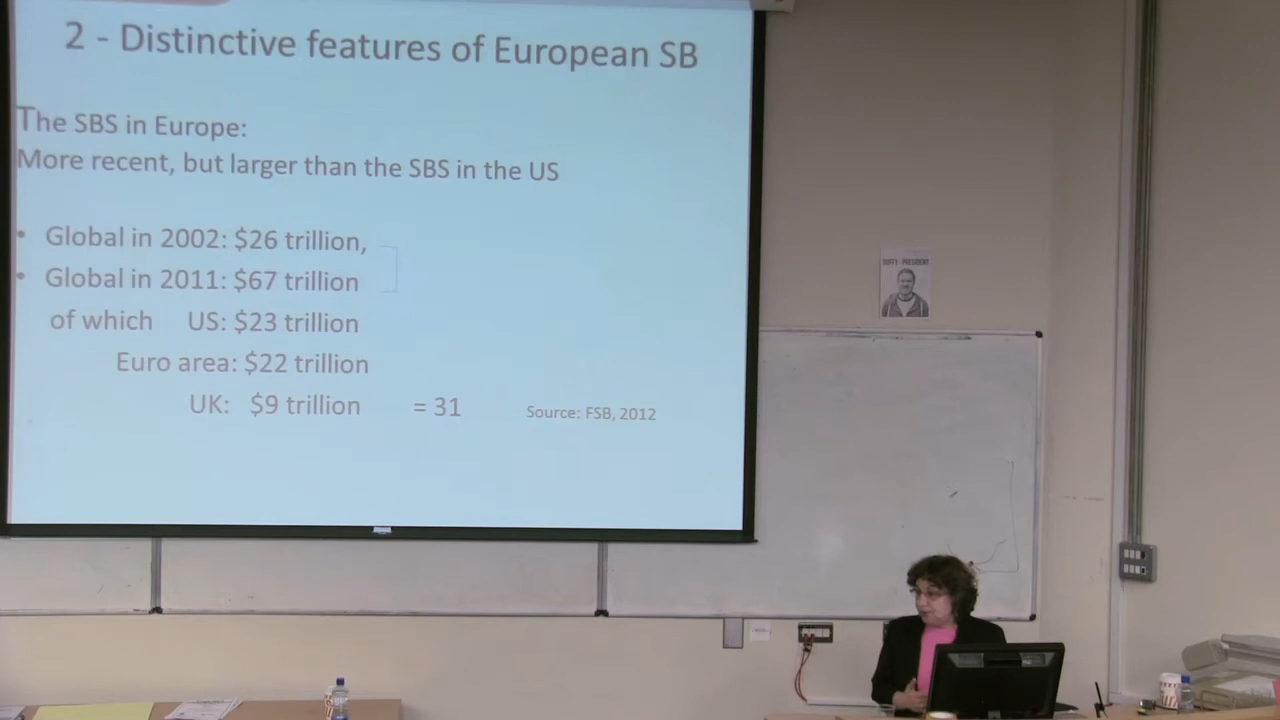 2 - Distinctive features of European SB
The SBS in Europe:
More recent, but larger than the SBS in the US
• Global in 2002: $26 trillion,
• Global in 2011: $67 trillion
of which US: $23 trillion
Euro area: $22 trillion
UK: $9 trillion = 31
Source: FSB, 2012
DUFFY - PRESIDENT